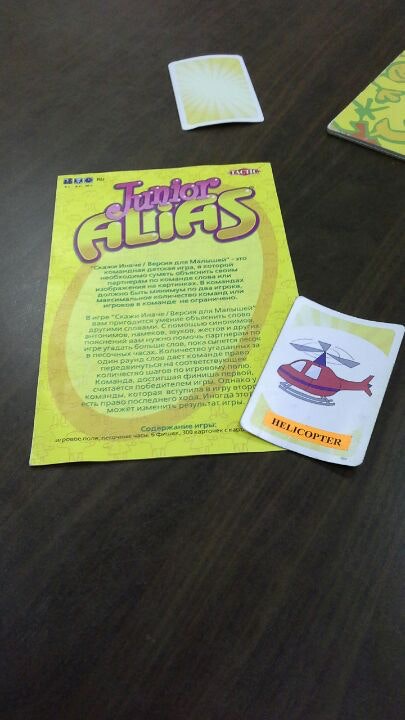 RU
TACTIC
Junior
ALiAS
"Скажи Иначе / Версия для Малышей" - это
командная детская игра, в которой
необходимо суметь объяснить своим
партнерам по команде слова или
изображения на картинках. В командах
должно быть минимум по два игрока,
максимальное количество команд или
игроков в команде не ограничено.
В игре "Скажи Иначе / Версия для Малышей"
вам пригодится умение объяснить слово
другими словами. С помощью синонимов,
антонимов, намеков, жестов и других
пояснений вам нужно помочь партнерам по
игре угадать больше слов, пока сыпется песок
в песочных часах. Количество угаданных за
один раунд слов дает команде право
передвинуться на соответствующее
количество шагов по игровому полю.
Команда, достигшая финиша первой,
считается победителем игры. Однако у
команды, которая вступила в игру второй
есть право последнего хода. Иногда этот
может изменить результат игры.
Содержание игры:
игровое поле, песочные часы, 6 фишек, 300 карточек с
HELICOPTER